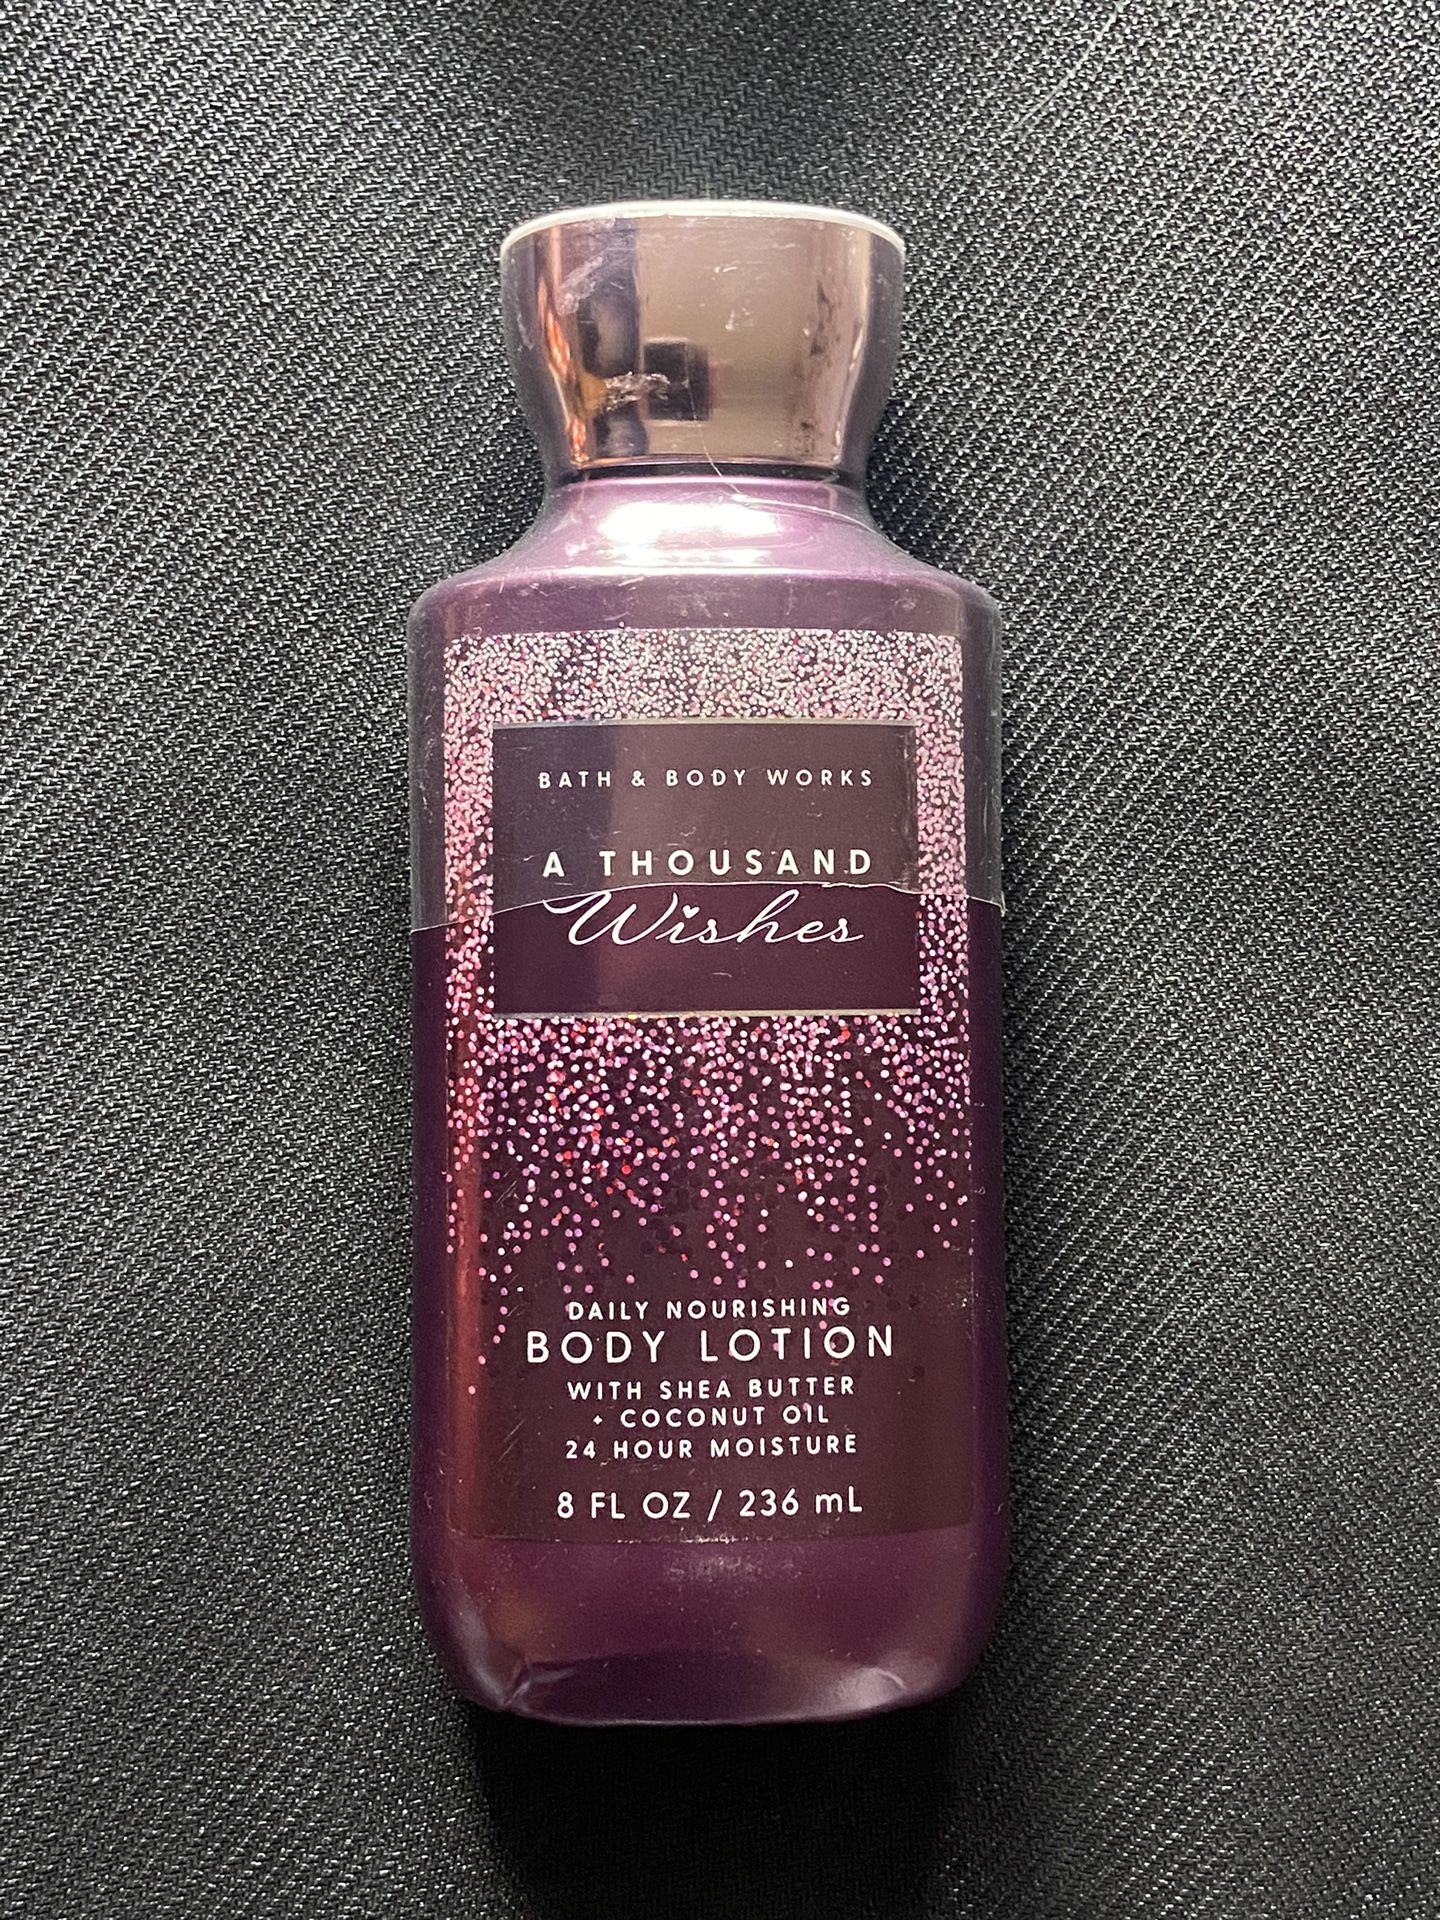 BATH & BODY WORKS
A THOUSAND
Wishes
DAILY NOURISHING
BODY LOTION
WITH SHEA BUTTER
+ COCONUT OIL
24 HOUR MOISTURE
8 FL OZ / 236 mL